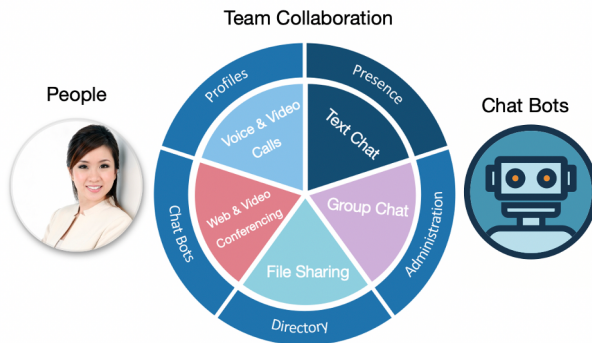 Team Collaboration
People
Chat Bots
Profiles
Presence
Administration
Directory
Chat Bots
Voice & Video
Calls
Text Chat
Group Chat
File Sharing
Web & Video
Conferencing